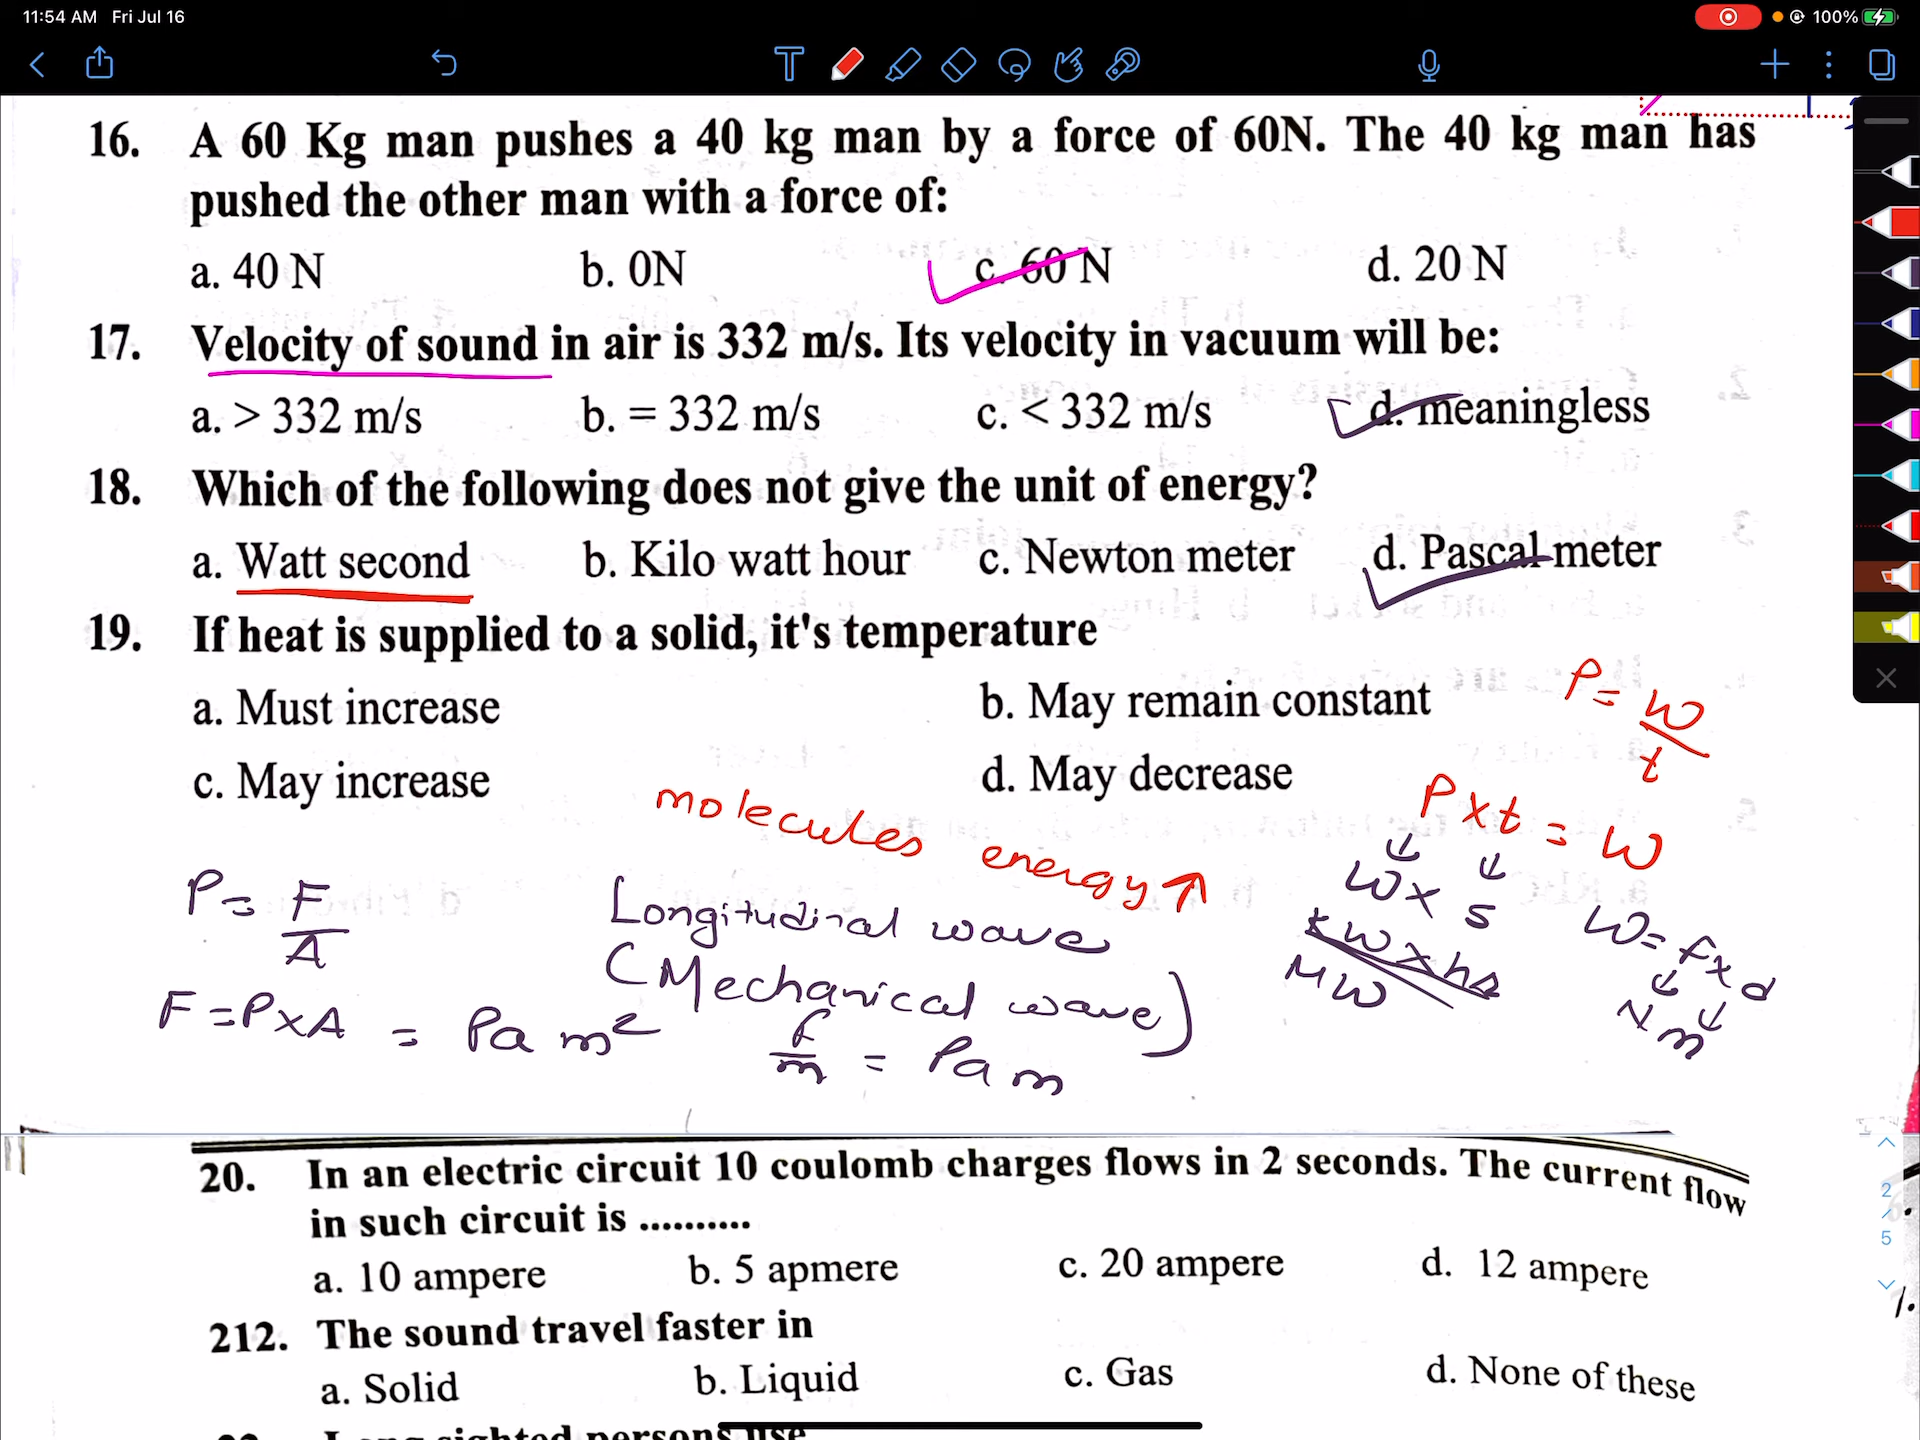 11:54 AM Fri Jul 16
100%
16. A 60 Kg man pushes a 40 kg man by a force of 60N. The 40 kg man has
pushed the other man with a force of:
a. 40 N b. 0N c. 60 N d. 20 N
17. Velocity of sound in air is 332 m/s. Its velocity in vacuum will be:
a. > 332 m/s b. = 332 m/s c. < 332 m/s d. meaningless
18. Which of the following does not give the unit of energy?
a. Watt second b. Kilo watt hour c. Newton meter d. Pascal meter
19. If heat is supplied to a solid, it's temperature
a. Must increase b. May remain constant
c. May increase d. May decrease
P = W
t
P x t = W
W x s
KW x hs
MW
W = f x d
N m
molecules energy ↑
P = F
A
Longitudinal wave
(Mechanical wave)
F = P x A = Pa m²
f
m = Pa m
20. In an electric circuit 10 coulomb charges flows in 2 seconds. The current flow
in such circuit is ..........
a. 10 ampere b. 5 apmere c. 20 ampere d. 12 ampere
212. The sound travel faster in
a. Solid b. Liquid c. Gas d. None of these
2
5